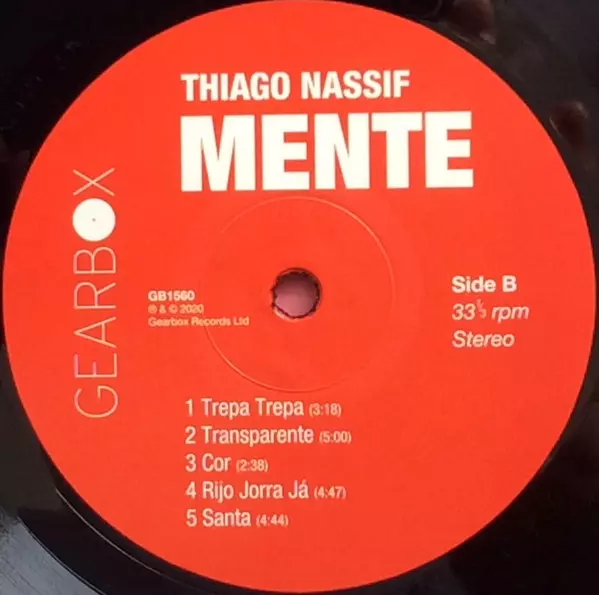 THIAGO NASSIF
MENTE
GEARBOX
GB1560
℗ & © 2020
Gearbox Records Ltd
Side B
33⅓ rpm
Stereo
1 Trepa Trepa (3:18)
2 Transparente (5:00)
3 Cor (2:38)
4 Rijo Jorra Já (4:47)
5 Santa (4:44)